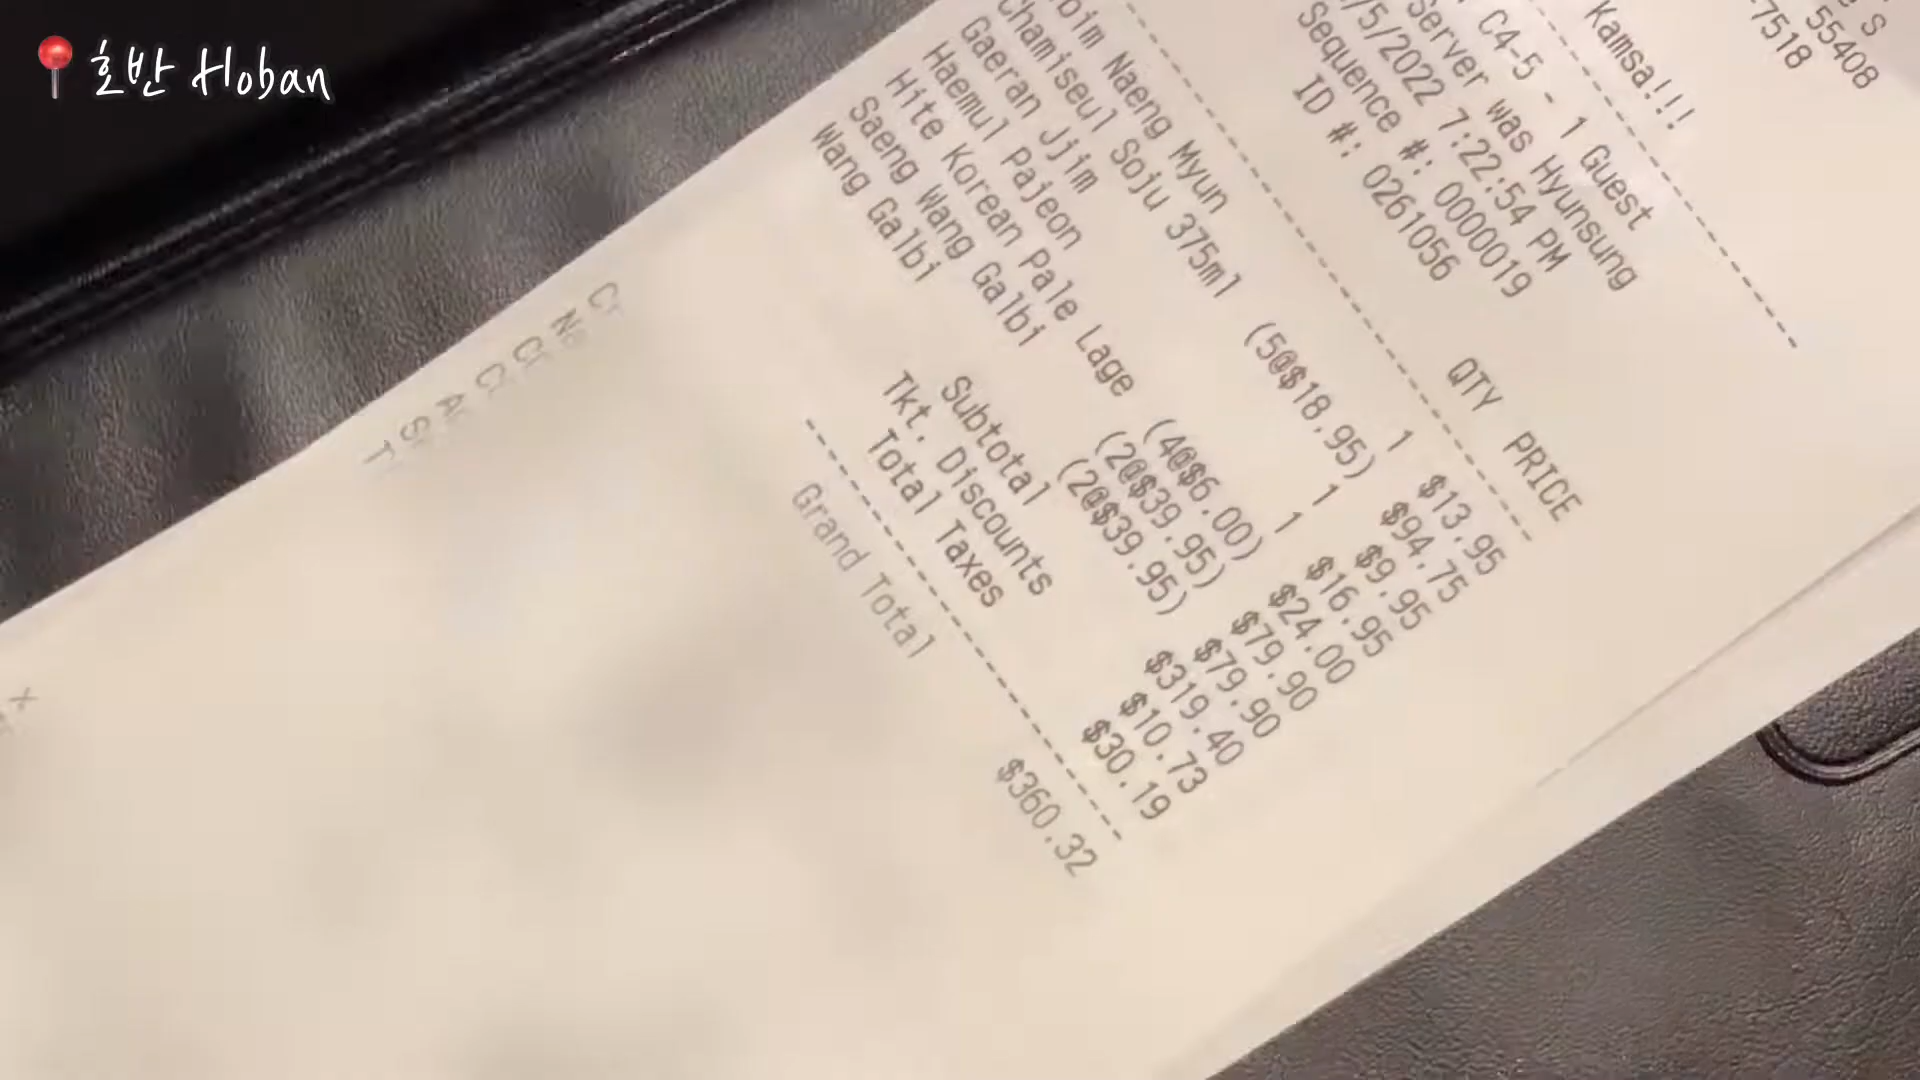 호반 Hoban
S
55408
7518
Kamsa!!!
C4-5 - 1 Guest
Server was Hyunsung
/5/2022 7:22:54 PM
Sequence #: 0000019
ID #: 0261056
QTY PRICE
bim Naeng Myun 1 $13.95
Chamiseul Soju 375ml (5@$18.95) $94.75
Gaeran Jjim 1 $9.95
Haemul Pajeon 1 $16.95
Hite Korean Pale Lage (4@$6.00) $24.00
Saeng Wang Galbi (2@$39.95) $79.90
Wang Galbi (2@$39.95) $79.90
Subtotal $319.40
Tkt. Discounts $10.73
Total Taxes $30.19
Grand Total $360.32